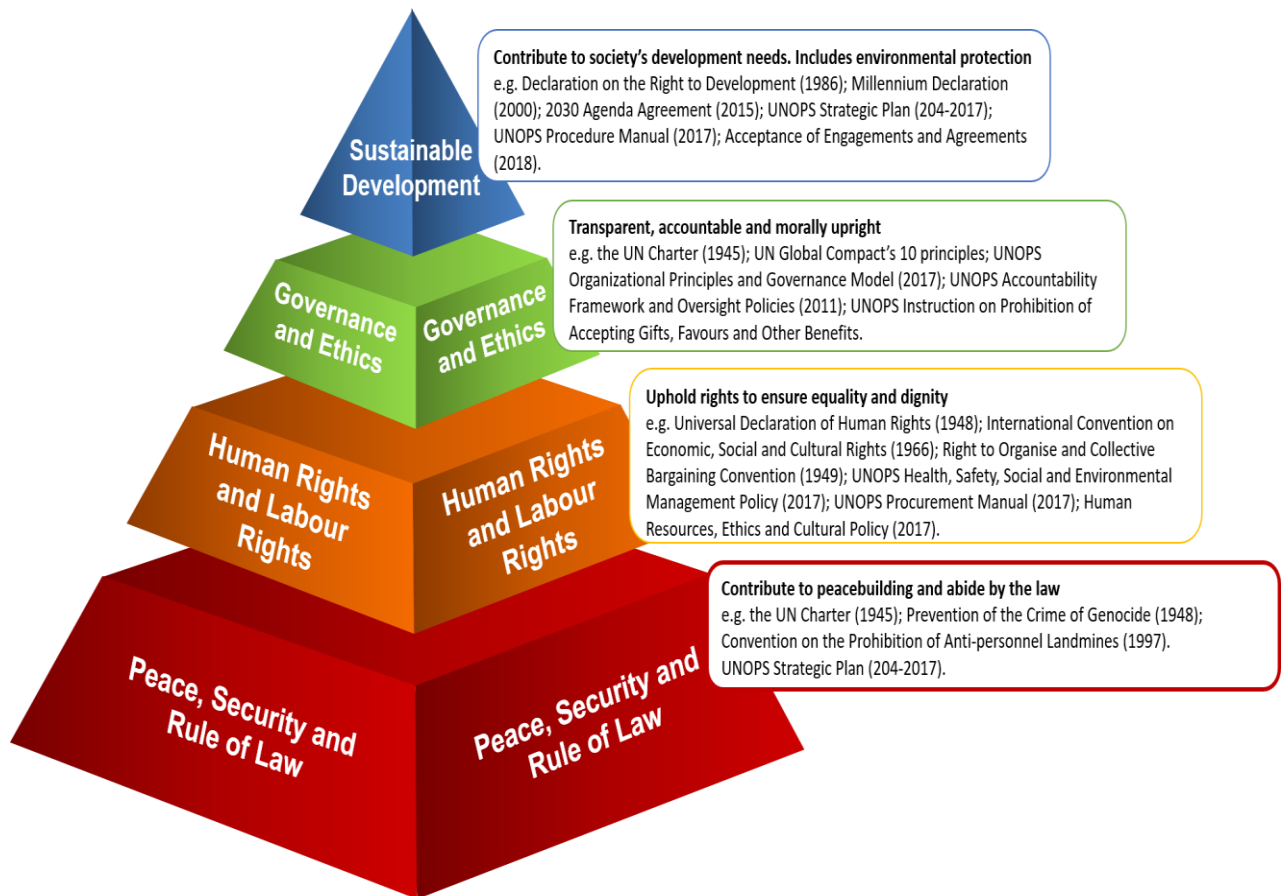 Contribute to society's development needs. Includes environmental protection
e.g. Declaration on the Right to Development (1986); Millennium Declaration
(2000); 2030 Agenda Agreement (2015); UNOPS Strategic Plan (204-2017);
UNOPS Procedure Manual (2017); Acceptance of Engagements and Agreements
(2018).
Sustainable
Development
Transparent, accountable and morally upright
e.g. the UN Charter (1945); UN Global Compact's 10 principles; UNOPS
Organizational Principles and Governance Model (2017); UNOPS Accountability
Framework and Oversight Policies (2011); UNOPS Instruction on Prohibition of
Accepting Gifts, Favours and Other Benefits.
Governance
and Ethics
Governance
and Ethics
Uphold rights to ensure equality and dignity
e.g. Universal Declaration of Human Rights (1948); International Convention on
Economic, Social and Cultural Rights (1966); Right to Organise and Collective
Bargaining Convention (1949); UNOPS Health, Safety, Social and Environmental
Management Policy (2017); UNOPS Procurement Manual (2017); Human
Resources, Ethics and Cultural Policy (2017).
Human Rights
and Labour
Rights
Human Rights
and Labour
Rights
Contribute to peacebuilding and abide by the law
e.g. the UN Charter (1945); Prevention of the Crime of Genocide (1948);
Convention on the Prohibition of Anti-personnel Landmines (1997).
UNOPS Strategic Plan (204-2017).
Peace, Security and
Rule of Law
Peace, Security and
Rule of Law